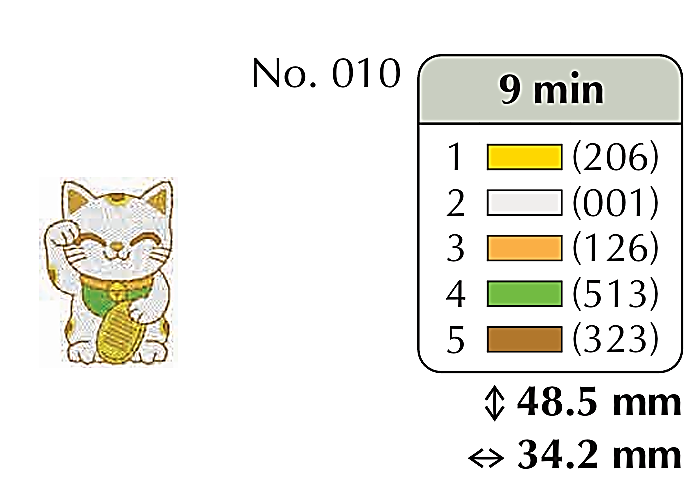 No. 010
9 min
1 (206)
2 (001)
3 (126)
4 (513)
5 (323)
↕ 48.5 mm
↔ 34.2 mm